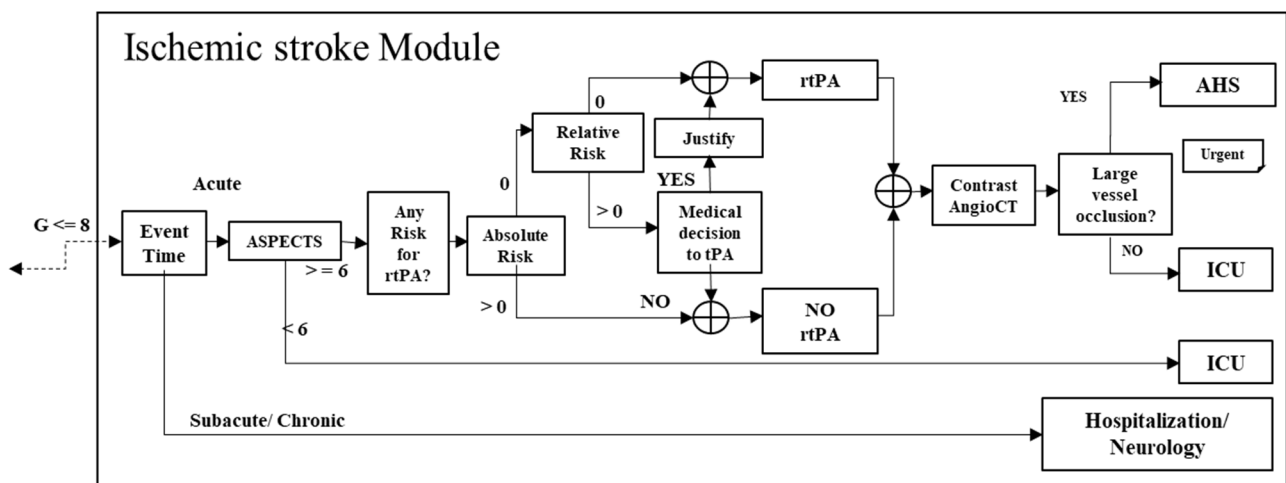 Ischemic stroke Module
G <= 8
Event
Time
Acute
ASPECTS
> = 6
< 6
Any
Risk
for
rtPA?
Absolute
Risk
0
> 0
Relative
Risk
0
> 0
Justify
YES
Medical
decision
to tPA
NO
rtPA
NO
rtPA
Contrast
AngioCT
Large
vessel
occlusion?
YES
NO
AHS
Urgent
ICU
ICU
Subacute/ Chronic
Hospitalization/
Neurology